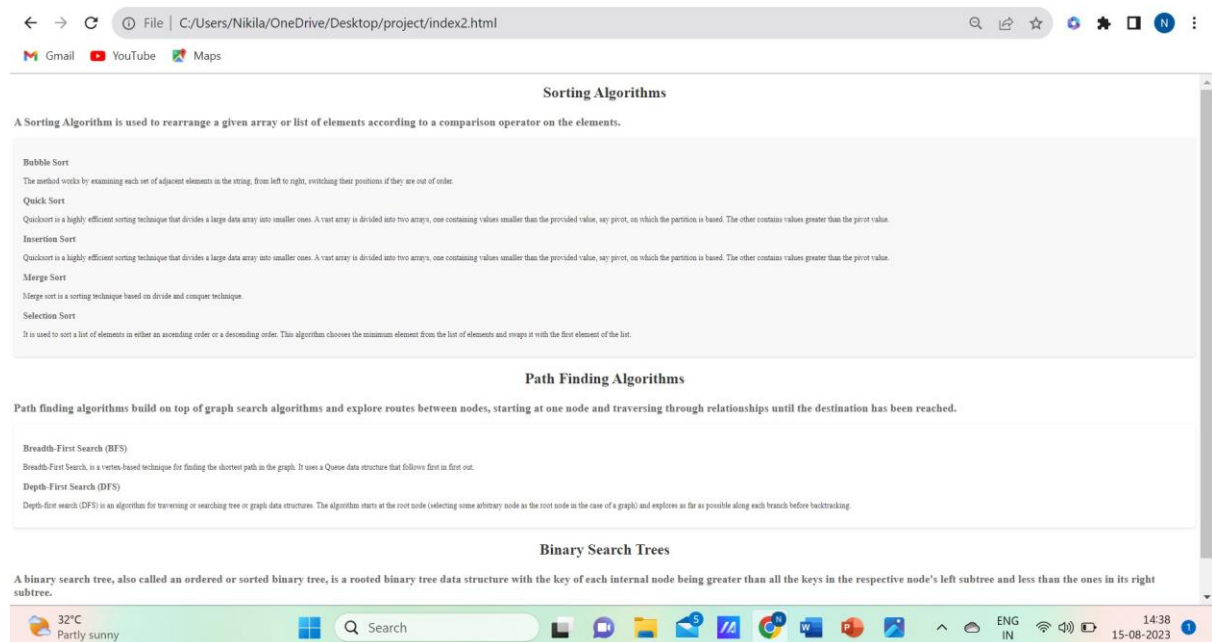 File | C:/Users/Nikila/OneDrive/Desktop/project/index2.html
N
Gmail YouTube Maps
Sorting Algorithms
A Sorting Algorithm is used to rearrange a given array or list of elements according to a comparison operator on the elements.
Bubble Sort
The method works by examining each set of adjacent elements in the string, from left to right, switching their positions if they are out of order.
Quick Sort
Quicksort is a highly efficient sorting technique that divides a large data array into smaller ones. A vast array is divided into two arrays, one containing values smaller than the provided value, say pivot, on which the partition is based. The other contains values greater than the pivot value.
Insertion Sort
Quicksort is a highly efficient sorting technique that divides a large data array into smaller ones. A vast array is divided into two arrays, one containing values smaller than the provided value, say pivot, on which the partition is based. The other contains values greater than the pivot value.
Merge Sort
Merge sort is a sorting technique based on divide and conquer technique.
Selection Sort
It is used to sort a list of elements in either an ascending order or a descending order. This algorithm chooses the minimum element from the list of elements and swaps it with the first element of the list.
Path Finding Algorithms
Path finding algorithms build on top of graph search algorithms and explore routes between nodes, starting at one node and traversing through relationships until the destination has been reached.
Breadth-First Search (BFS)
Breadth-First Search, is a vertex-based technique for finding the shortest path in the graph. It uses a Queue data structure that follows first in first out.
Depth-First Search (DFS)
Depth-first search (DFS) is an algorithm for traversing or searching tree or graph data structures. The algorithm starts at the root node (selecting some arbitrary node as the root node in the case of a graph) and explores as far as possible along each branch before backtracking.
Binary Search Trees
A binary search tree, also called an ordered or sorted binary tree, is a rooted binary tree data structure with the key of each internal node being greater than all the keys in the respective node's left subtree and less than the ones in its right
subtree.
32°C
Partly sunny
Search
5
N
W
P
ENG
IN
14:38
15-08-2023
1